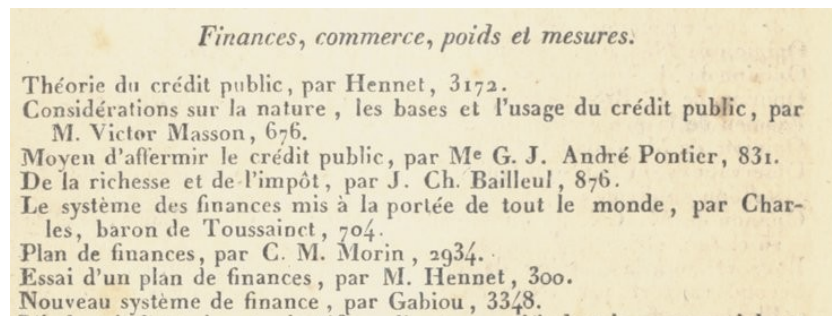 Finances, commerce, poids et mesures.
Théorie du crédit public, par Hennet, 3172.
Considérations sur la nature, les bases et l'usage du crédit public, par
M. Victor Masson, 676.
Moyen d'affermir le crédit public, par Me G. J. André Pontier, 831.
De la richesse et de l'impôt, par J. Ch. Bailleul, 876.
Le système des finances mis à la portée de tout le monde, par Char-
les, baron de Toussainct, 704.
Plan de finances, par C. M. Morin, 2934.
Essai d'un plan de finances, par M. Hennet, 300.
Nouveau système de finance, par Gabiou, 3348.